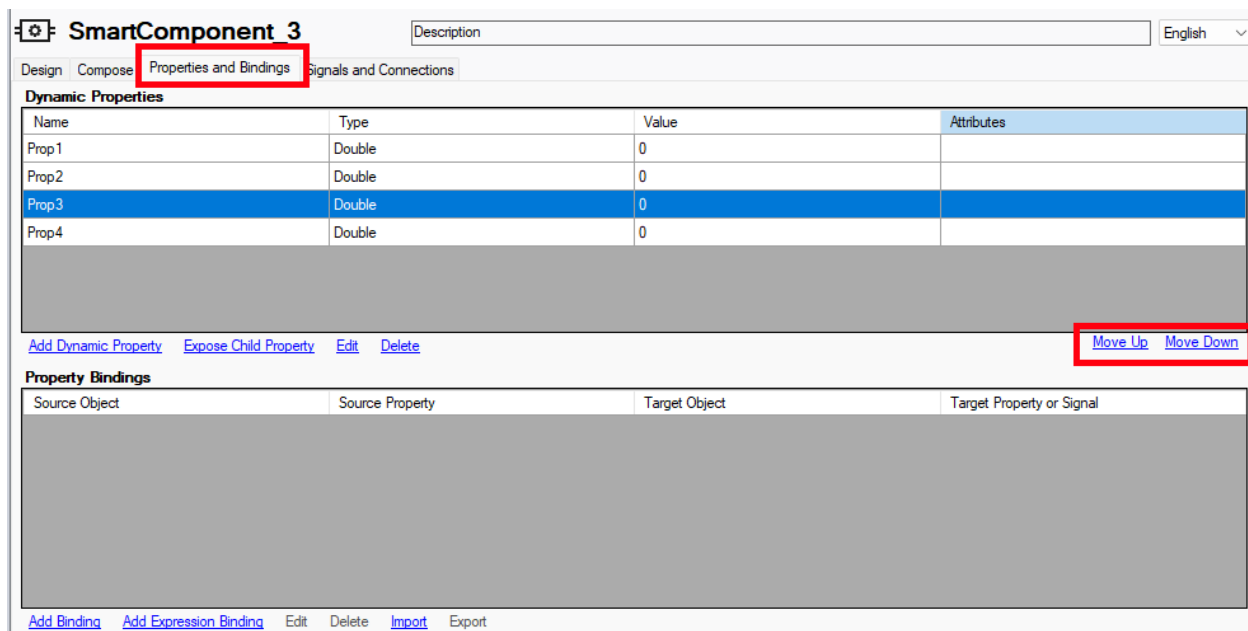 SmartComponent_3 Description English
Design Compose Properties and Bindings Signals and Connections
Dynamic Properties
Name Type Value Attributes
Prop1 Double 0
Prop2 Double 0
Prop3 Double 0
Prop4 Double 0
Add Dynamic Property Expose Child Property Edit Delete Move Up Move Down
Property Bindings
Source Object Source Property Target Object Target Property or Signal
Add Binding Add Expression Binding Edit Delete Import Export